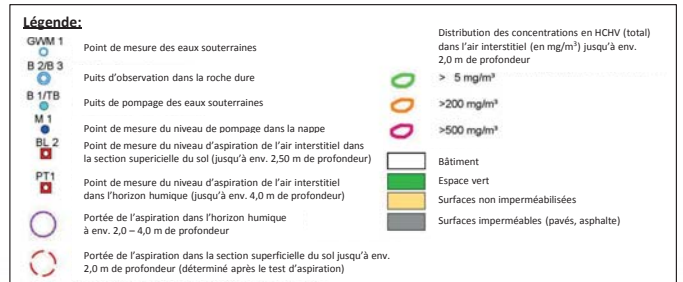 Légende:
GWM 1
Point de mesure des eaux souterraines
B 2/B 3
Puits d'observation dans la roche dure
B 1/TB
Puits de pompage des eaux souterraines
M 1
Point de mesure du niveau de pompage dans la nappe
BL 2
Point de mesure du niveau d'aspiration de l'air interstitiel dans
la section supericielle du sol (jusqu'à env. 2,50 m de profondeur)
PT1
Point de mesure du niveau d'aspiration de l'air interstitiel
dans l'horizon humique (jusqu'à env. 4,0 m de profondeur)
Portée de l'aspiration dans l'horizon humique
à env. 2,0 – 4,0 m de profondeur
Portée de l'aspiration dans la section superficielle du sol jusqu'à env.
2,0 m de profondeur (déterminé après le test d'aspiration)
Distribution des concentrations en HCHV (total)
dans l'air interstitiel (en mg/m³) jusqu'à env.
2,0 m de profondeur
> 5 mg/m³
>200 mg/m³
>500 mg/m³
Bâtiment
Espace vert
Surfaces non imperméabilisées
Surfaces imperméables (pavés, asphalte)